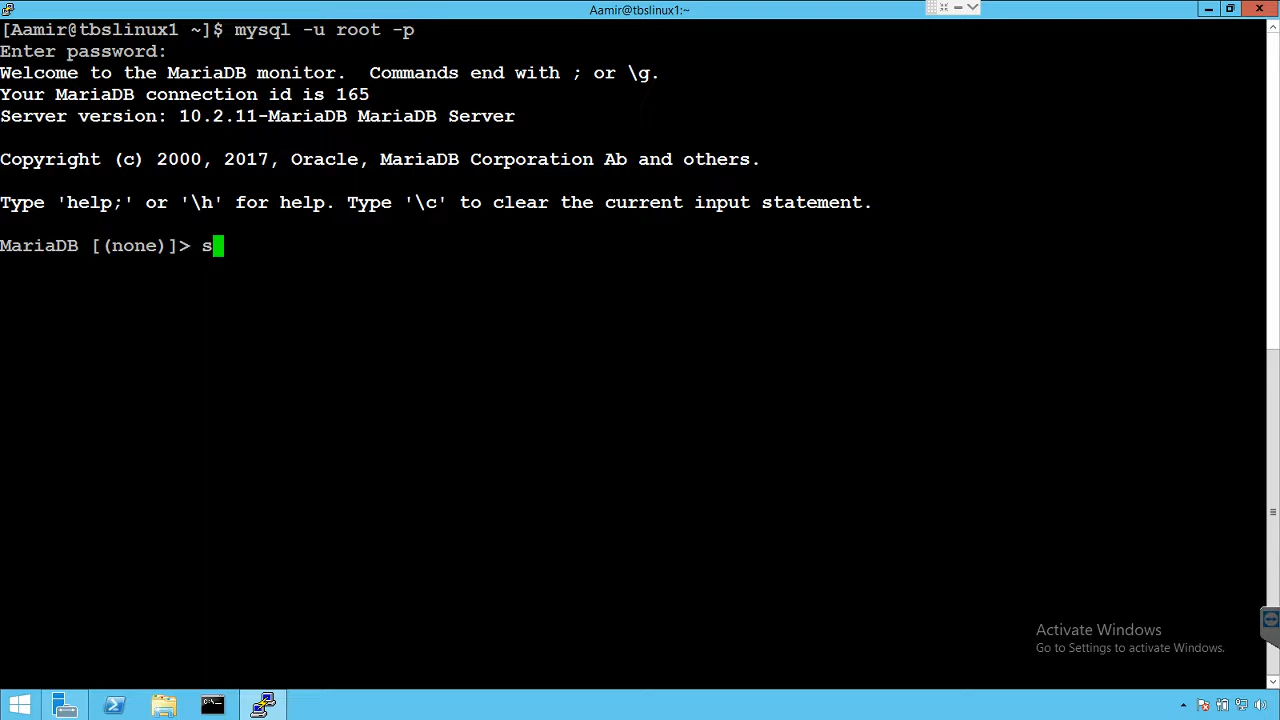 Aamir@tbslinux1:~
[Aamir@tbslinux1 ~]$ mysql -u root -p
Enter password:
Welcome to the MariaDB monitor.  Commands end with ; or \g.
Your MariaDB connection id is 165
Server version: 10.2.11-MariaDB MariaDB Server
Copyright (c) 2000, 2017, Oracle, MariaDB Corporation Ab and others.
Type 'help;' or '\h' for help. Type '\c' to clear the current input statement.
MariaDB [(none)]> s
Activate Windows
Go to Settings to activate Windows.